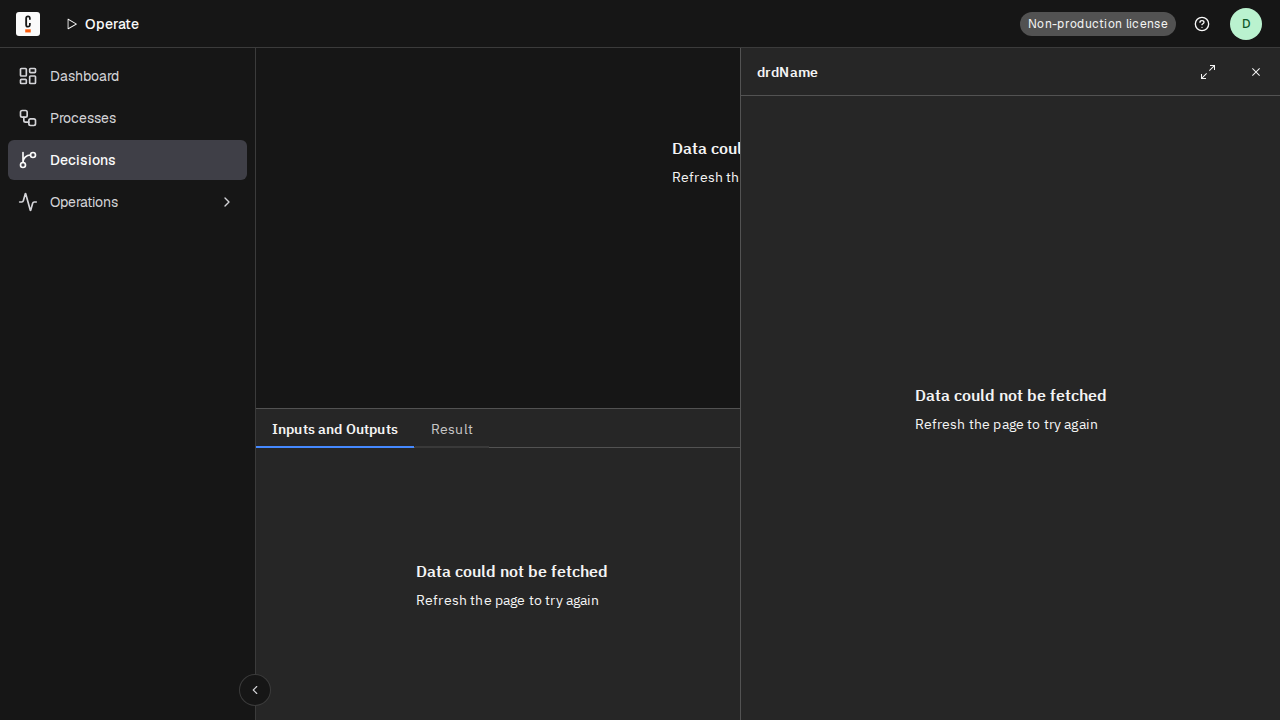 Operate
Non-production license
D
Dashboard
Processes
Decisions
Operations
Data coul
Refresh th
Inputs and Outputs
Result
Data could not be fetched
Refresh the page to try again
drdName
Data could not be fetched
Refresh the page to try again